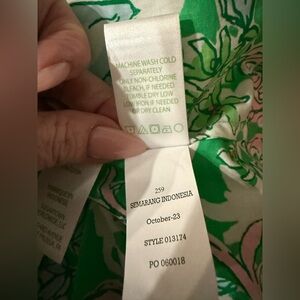 MACHINE WASH COLD
SEPARATELY
ONLY NON-CHLORINE
BLEACH, IF NEEDED
TUMBLE DRY LOW
IRON IF NEEDED
OR DRY CLEAN
259
SEMARANG INDONESIA
October-23
STYLE 013174
PO 060018